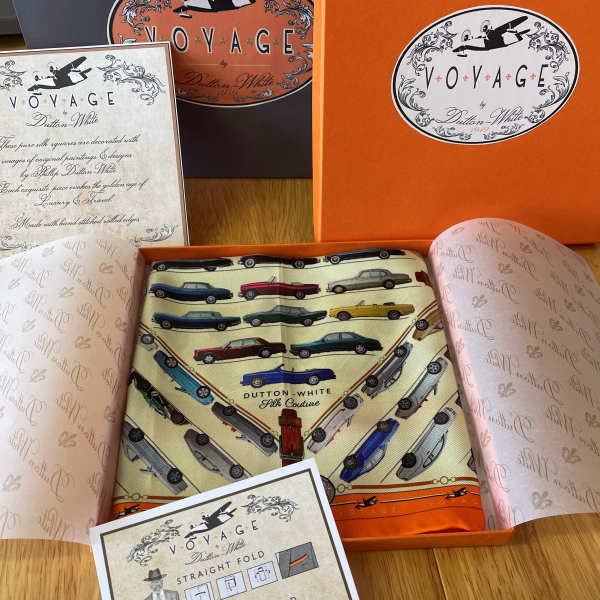 VOYAGE
by
Dutton-White
VOYAGE
by
Dutton-White
VOYAGE
by
Dutton-White
These pure silk squares are decorated with
images of original paintings & designs
by Phillip Dutton-White
Each exquisite piece evokes the golden age of
Luxury & Travel
Made with hand stitched rolled edges
DUTTON-WHITE
Silk Couture
VOYAGE
by
Dutton-White
STRAIGHT FOLD